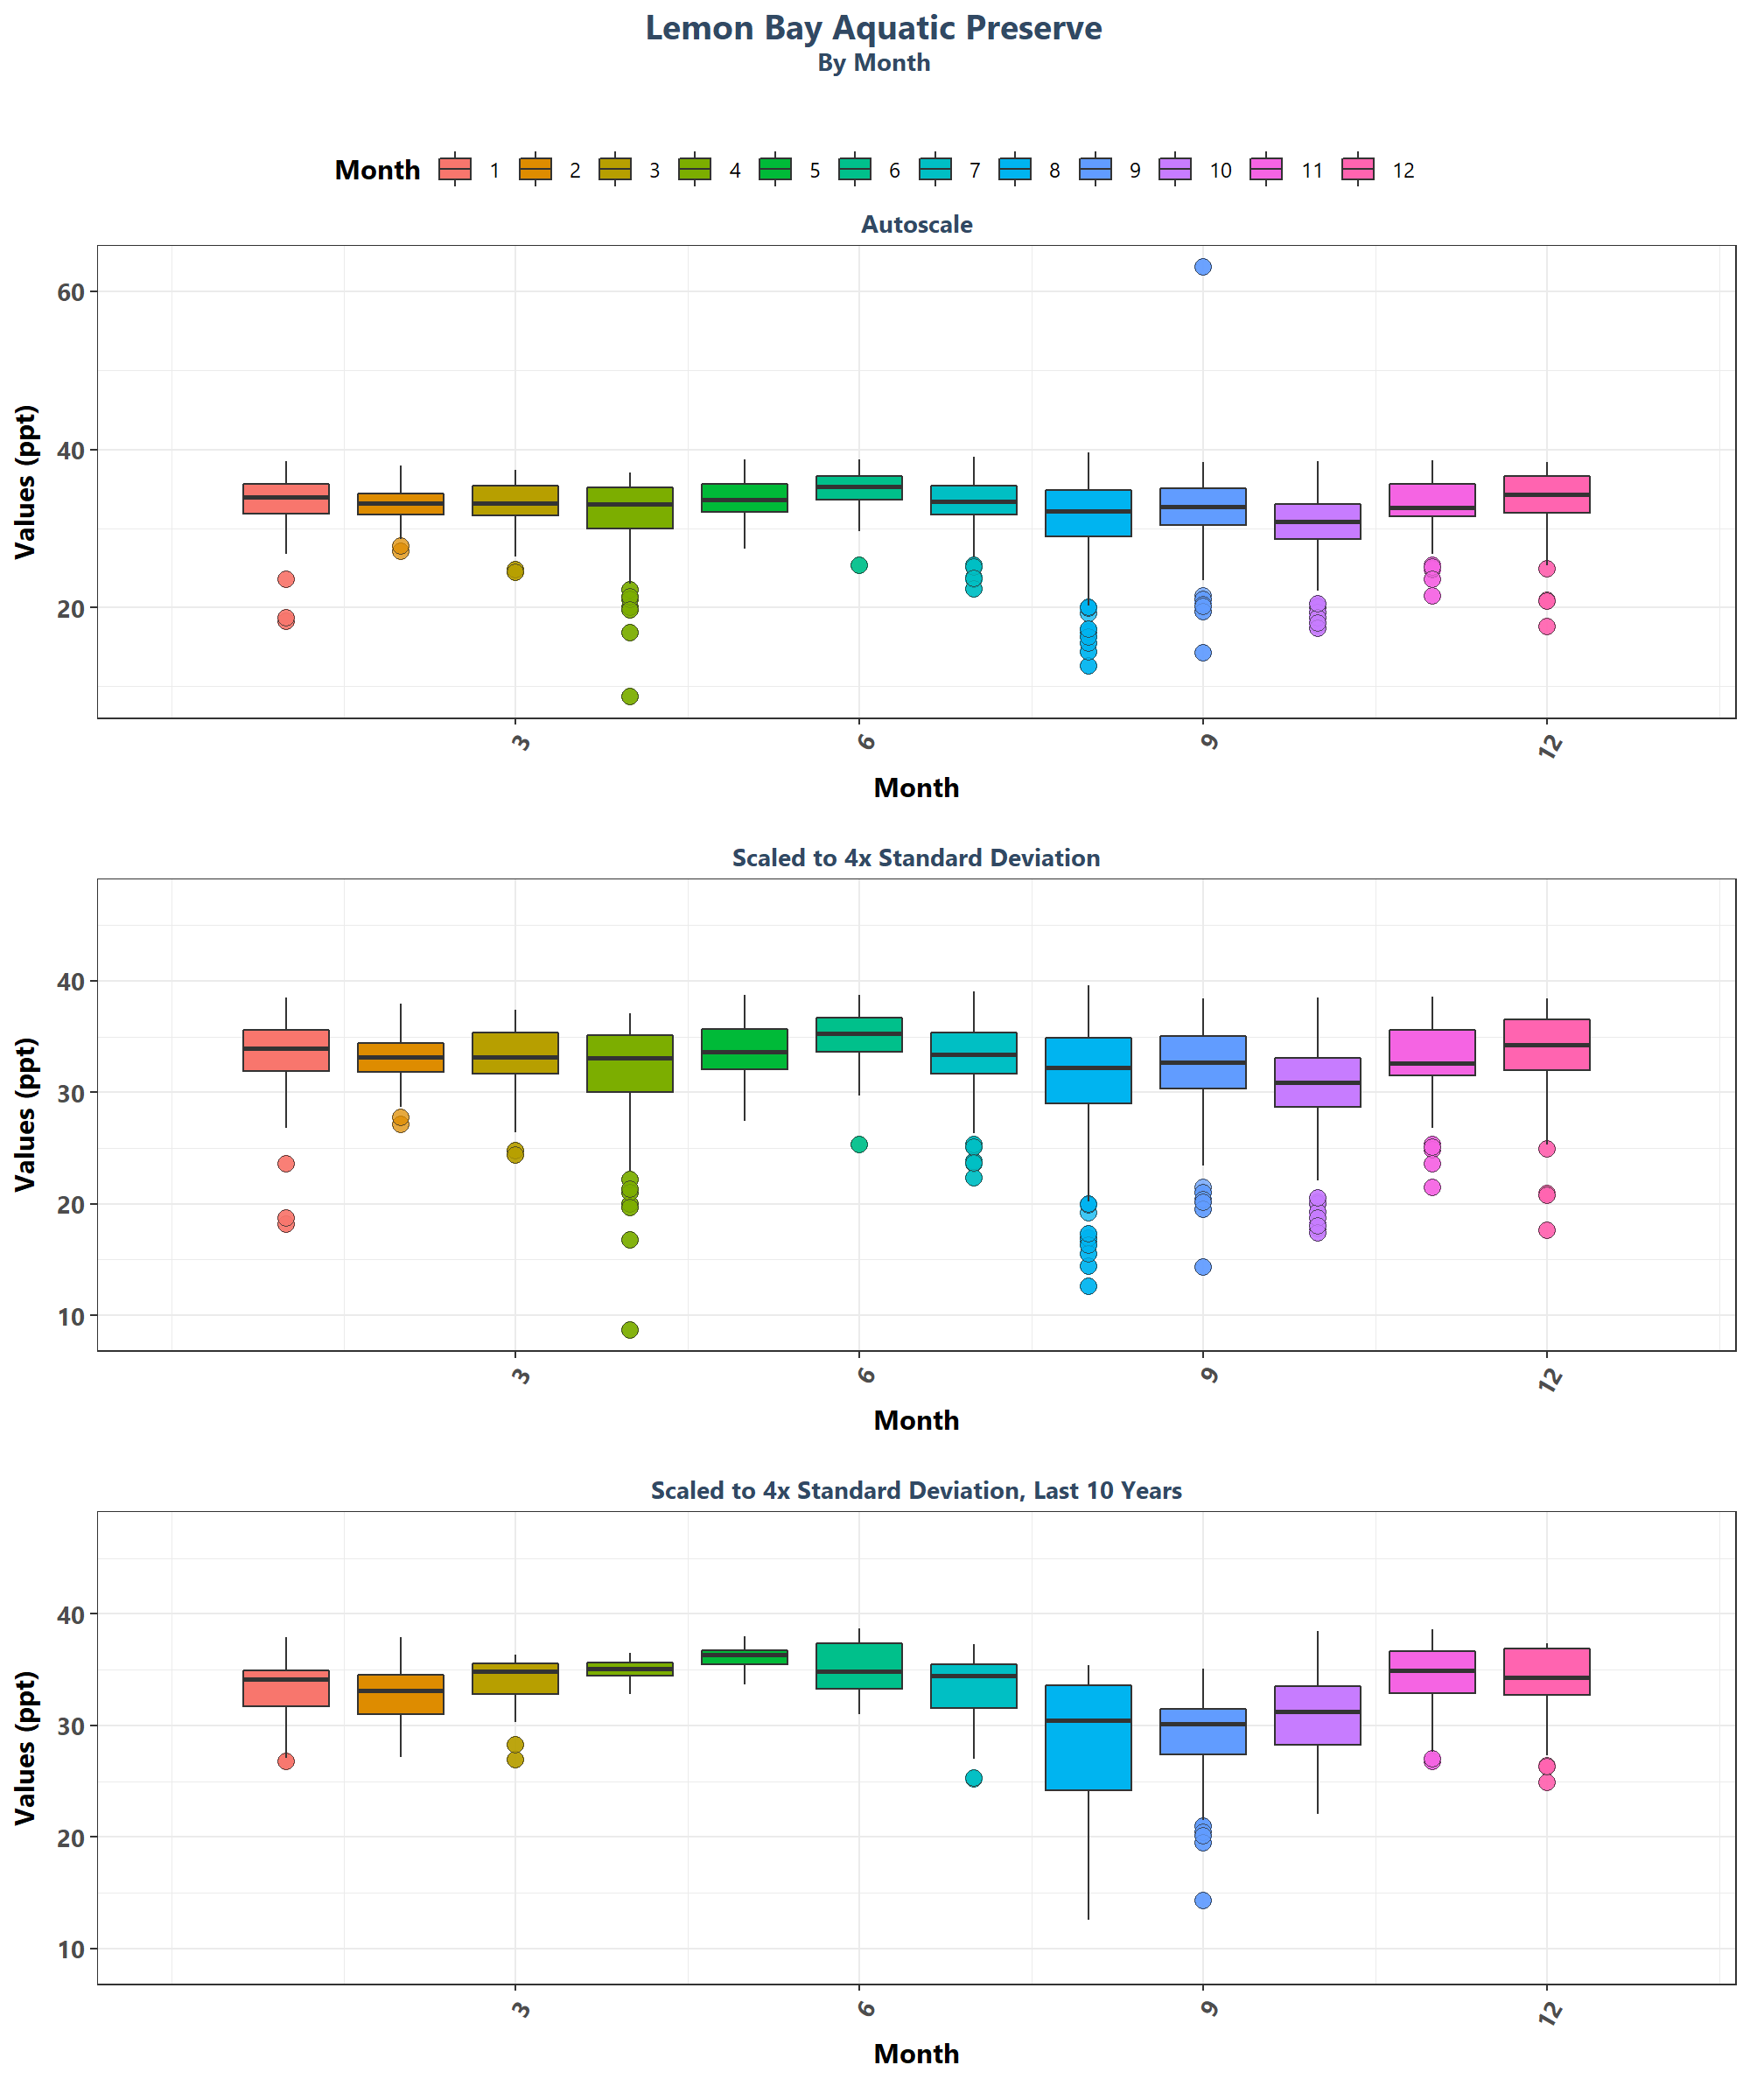 Lemon Bay Aquatic Preserve
By Month
Month 1 2 3 4 5 6 7 8 9 10 11 12
Autoscale
Values (ppt)
60
40
20
3 6 9 12
Month
Scaled to 4x Standard Deviation
Values (ppt)
40
30
20
10
3 6 9 12
Month
Scaled to 4x Standard Deviation, Last 10 Years
Values (ppt)
40
30
20
10
3 6 9 12
Month